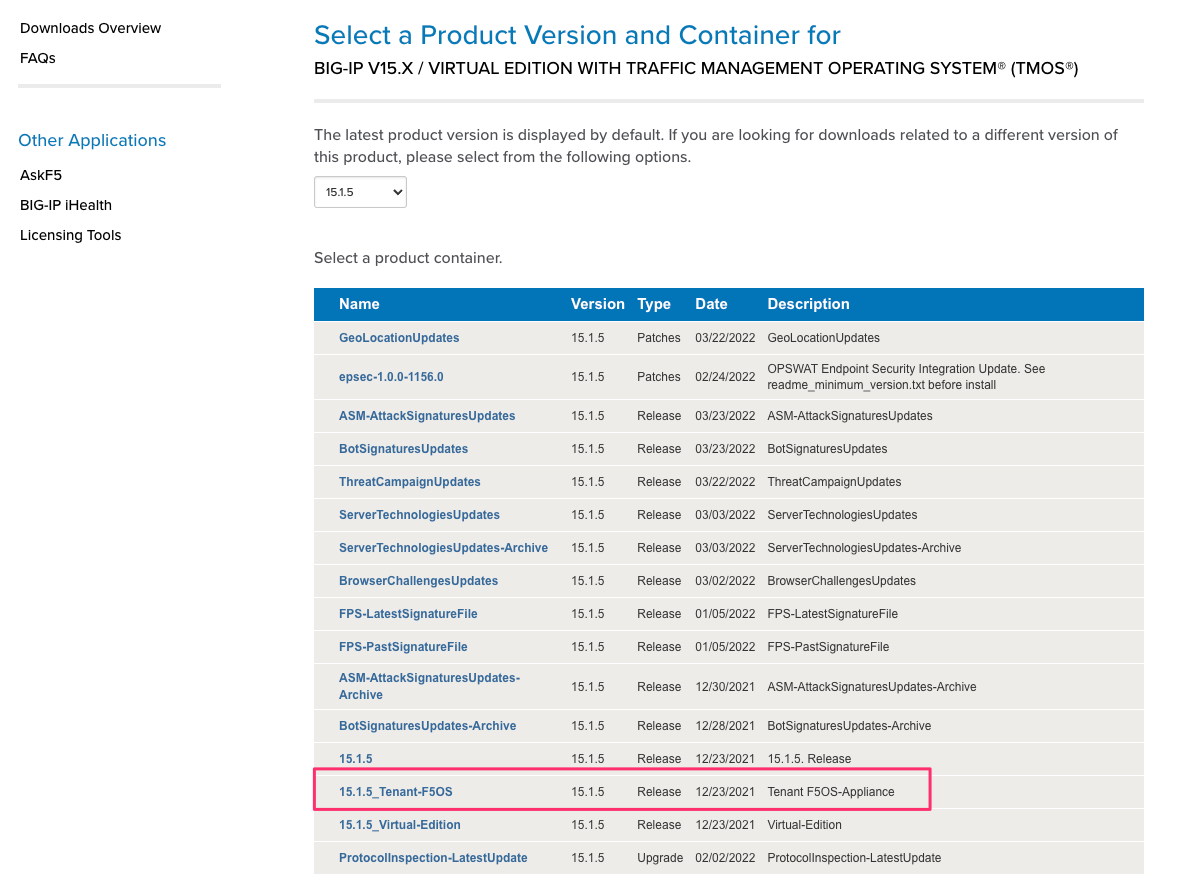 Downloads Overview
FAQs
Other Applications
AskF5
BIG-IP iHealth
Licensing Tools
Select a Product Version and Container for
BIG-IP V15.X / VIRTUAL EDITION WITH TRAFFIC MANAGEMENT OPERATING SYSTEM® (TMOS®)
The latest product version is displayed by default. If you are looking for downloads related to a different version of
this product, please select from the following options.
15.1.5
Select a product container.
Name Version Type Date Description
GeoLocationUpdates 15.1.5 Patches 03/22/2022 GeoLocationUpdates
epsec-1.0.0-1156.0 15.1.5 Patches 02/24/2022 OPSWAT Endpoint Security Integration Update. See
readme_minimum_version.txt before install
ASM-AttackSignaturesUpdates 15.1.5 Release 03/23/2022 ASM-AttackSignaturesUpdates
BotSignaturesUpdates 15.1.5 Release 03/23/2022 BotSignaturesUpdates
ThreatCampaignUpdates 15.1.5 Release 03/22/2022 ThreatCampaignUpdates
ServerTechnologiesUpdates 15.1.5 Release 03/03/2022 ServerTechnologiesUpdates
ServerTechnologiesUpdates-Archive 15.1.5 Release 03/03/2022 ServerTechnologiesUpdates-Archive
BrowserChallengesUpdates 15.1.5 Release 03/02/2022 BrowserChallengesUpdates
FPS-LatestSignatureFile 15.1.5 Release 01/05/2022 FPS-LatestSignatureFile
FPS-PastSignatureFile 15.1.5 Release 01/05/2022 FPS-PastSignatureFile
ASM-AttackSignaturesUpdates-
Archive 15.1.5 Release 12/30/2021 ASM-AttackSignaturesUpdates-Archive
BotSignaturesUpdates-Archive 15.1.5 Release 12/28/2021 BotSignaturesUpdates-Archive
15.1.5 15.1.5 Release 12/23/2021 15.1.5. Release
15.1.5_Tenant-F5OS 15.1.5 Release 12/23/2021 Tenant F5OS-Appliance
15.1.5_Virtual-Edition 15.1.5 Release 12/23/2021 Virtual-Edition
ProtocolInspection-LatestUpdate 15.1.5 Upgrade 02/02/2022 ProtocolInspection-LatestUpdate